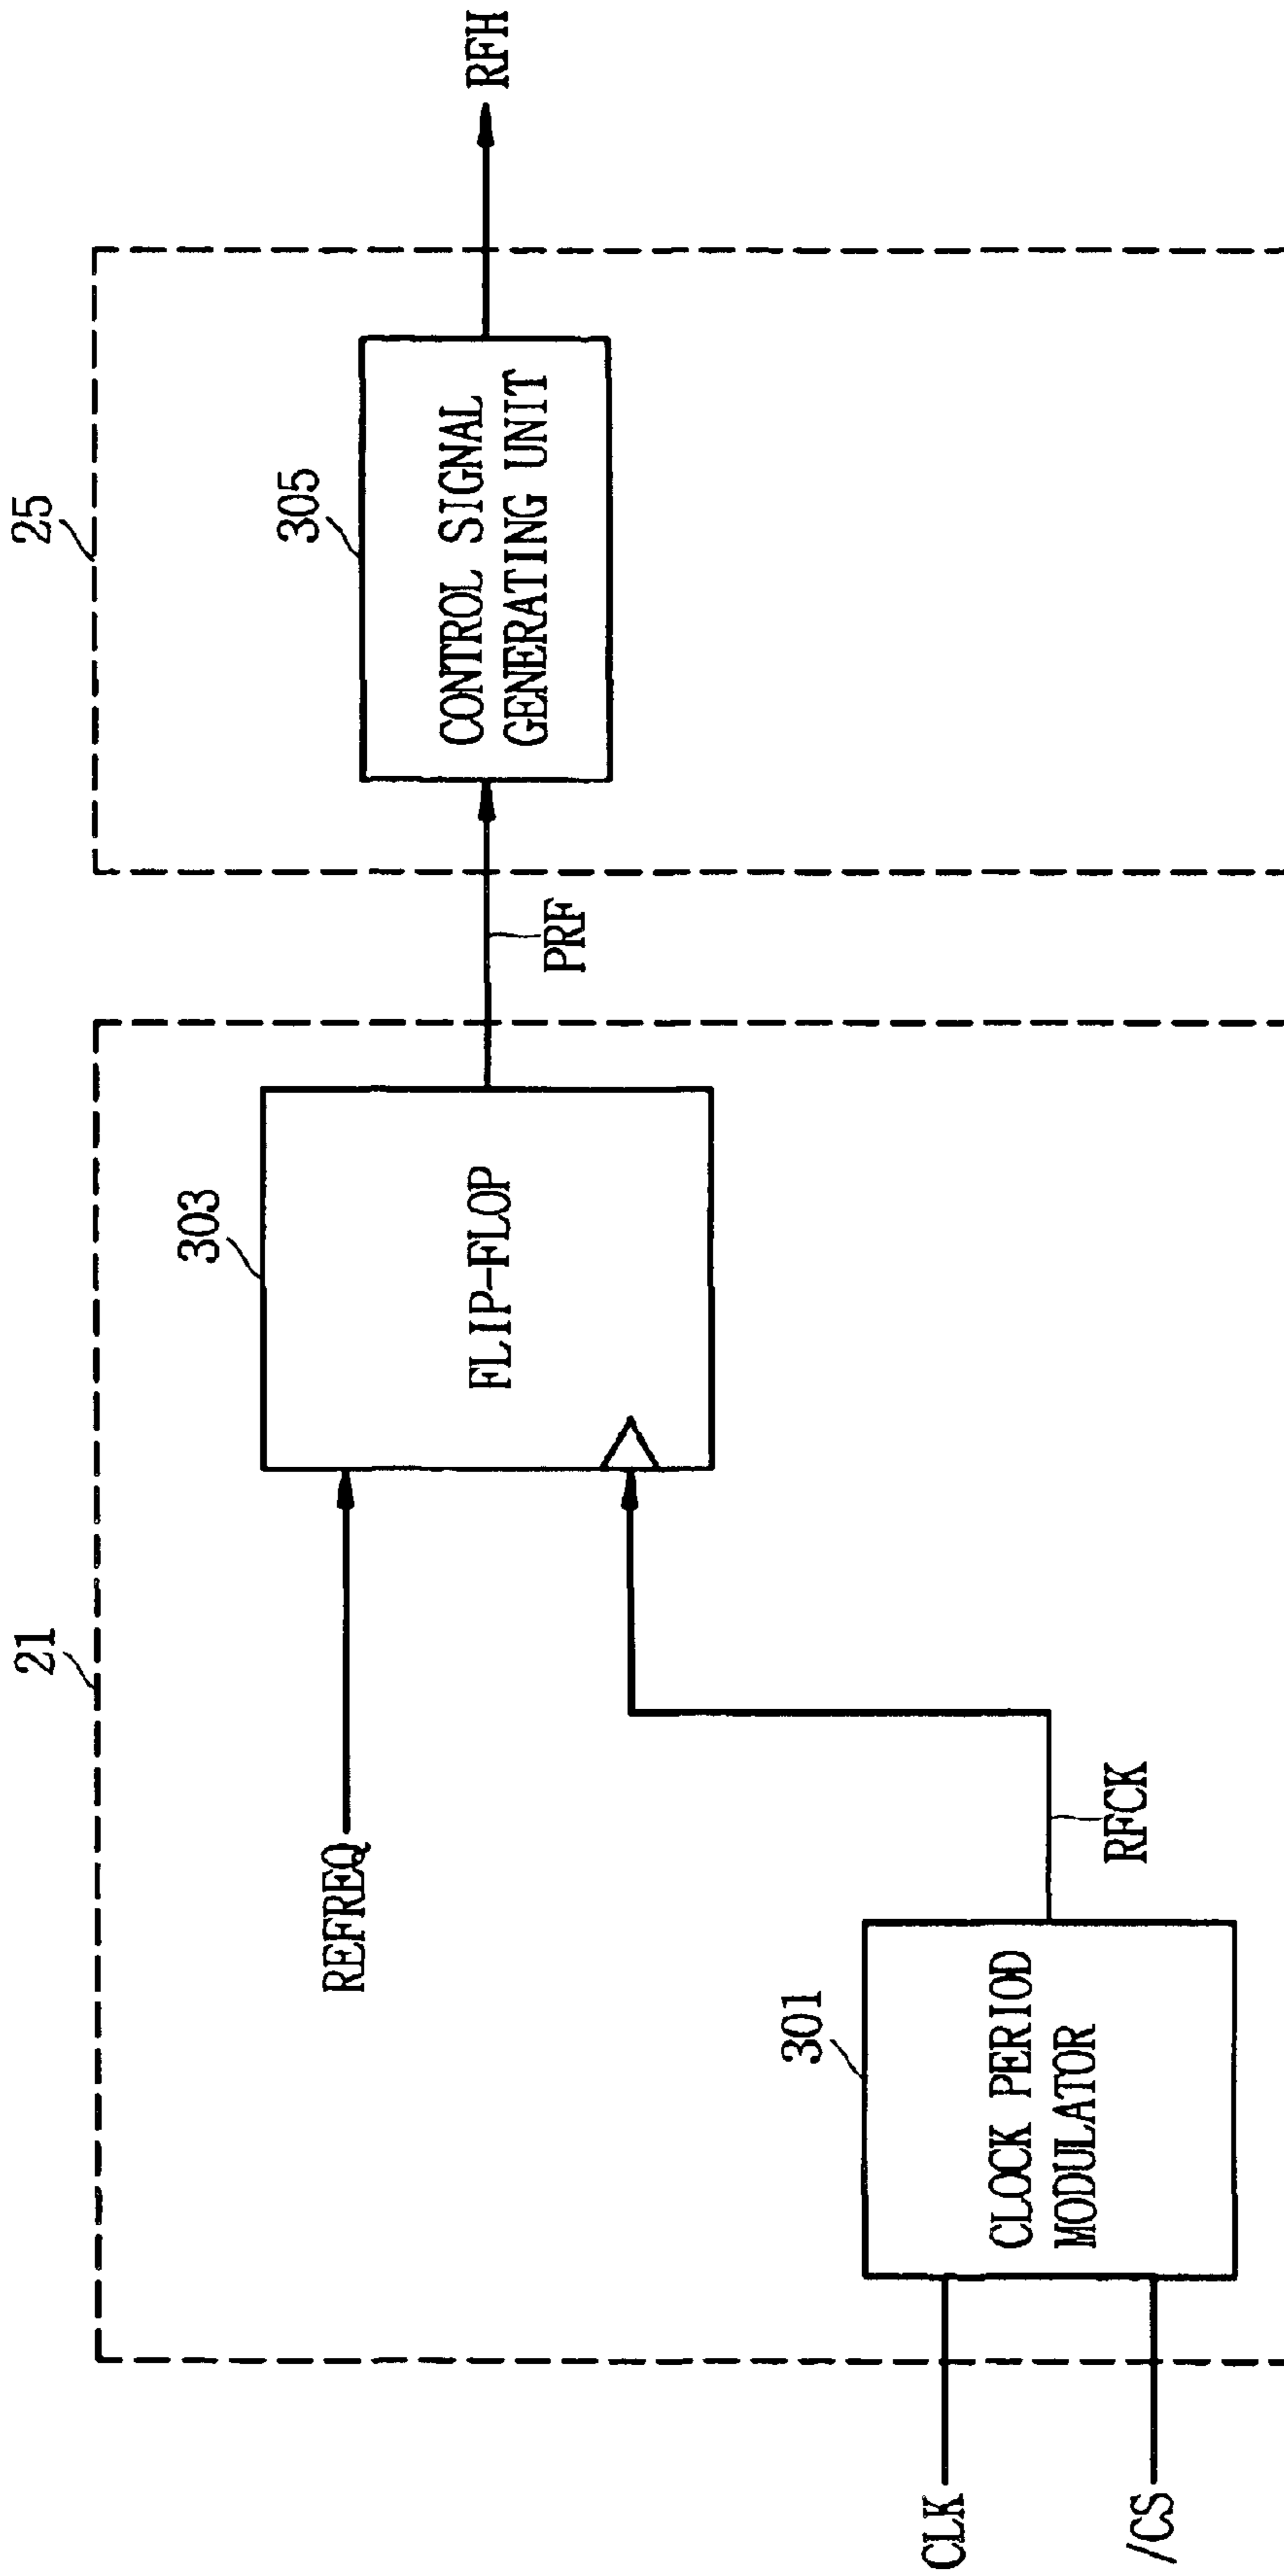 21
25
303
305
REFREQ
FLIP-FLOP
PRF
CONTROL SIGNAL
GENERATING UNIT
RFH
301
CLK
/CS
CLOCK PERIOD
MODULATOR
RFCK